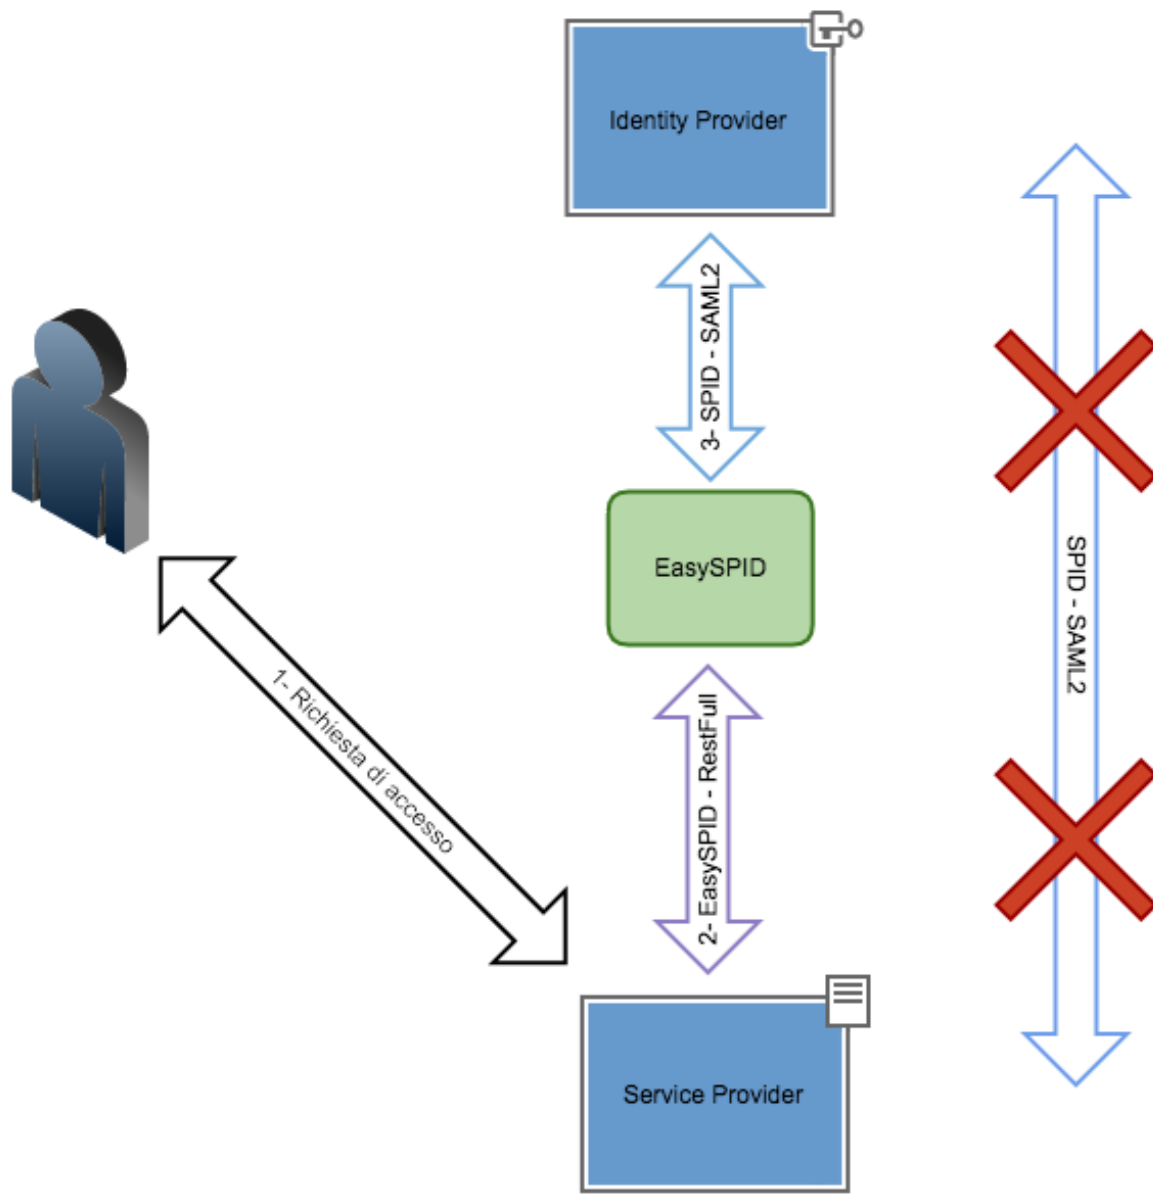 Identity Provider
3- SPID - SAML2
EasySPID
SPID - SAML2
1- Richiesta di accesso
2- EasySPID - RestFull
Service Provider